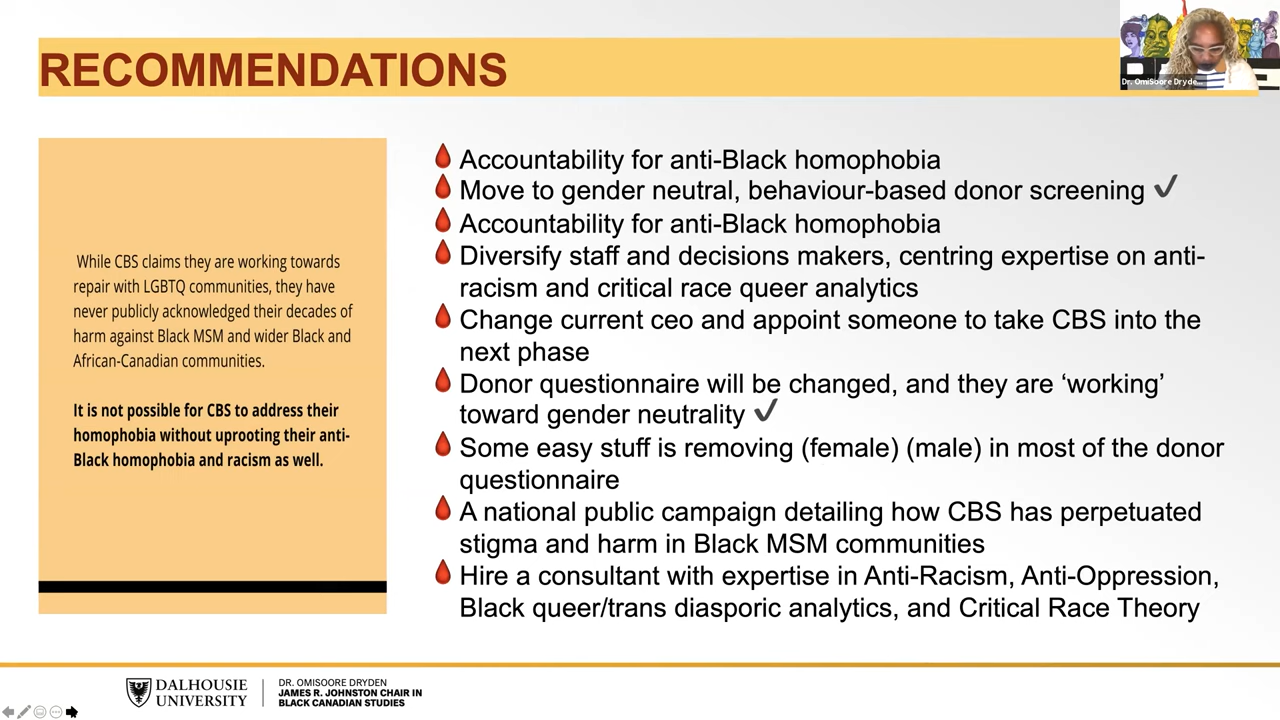 RECOMMENDATIONS
Dr. OmiSoore Dryde...
While CBS claims they are working towards
repair with LGBTQ communities, they have
never publicly acknowledged their decades of
harm against Black MSM and wider Black and
African-Canadian communities.
It is not possible for CBS to address their
homophobia without uprooting their anti-
Black homophobia and racism as well.
Accountability for anti-Black homophobia
Move to gender neutral, behaviour-based donor screening ✓
Accountability for anti-Black homophobia
Diversify staff and decisions makers, centring expertise on anti-
racism and critical race queer analytics
Change current ceo and appoint someone to take CBS into the
next phase
Donor questionnaire will be changed, and they are ‘working’
toward gender neutrality ✓
Some easy stuff is removing (female) (male) in most of the donor
questionnaire
A national public campaign detailing how CBS has perpetuated
stigma and harm in Black MSM communities
Hire a consultant with expertise in Anti-Racism, Anti-Oppression,
Black queer/trans diasporic analytics, and Critical Race Theory
DALHOUSIE
UNIVERSITY
DR. OMISOORE DRYDEN
JAMES R. JOHNSTON CHAIR IN
BLACK CANADIAN STUDIES